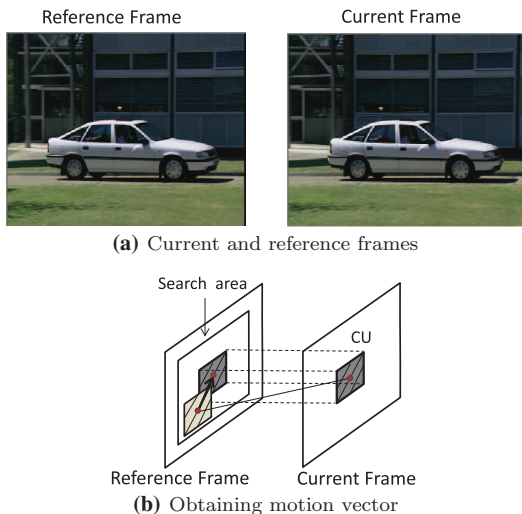 Reference Frame
Current Frame
(a) Current and reference frames
Search area
CU
Reference Frame
Current Frame
(b) Obtaining motion vector